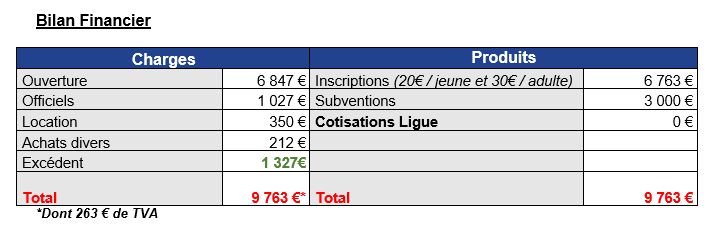 Bilan Financier
Charges Produits
Ouverture 6 847 € Inscriptions (20€ / jeune et 30€ / adulte) 6 763 €
Officiels 1 027 € Subventions 3 000 €
Location 350 € Cotisations Ligue 0 €
Achats divers 212 €
Excédent 1 327€
Total 9 763 €* Total 9 763 €
*Dont 263 € de TVA